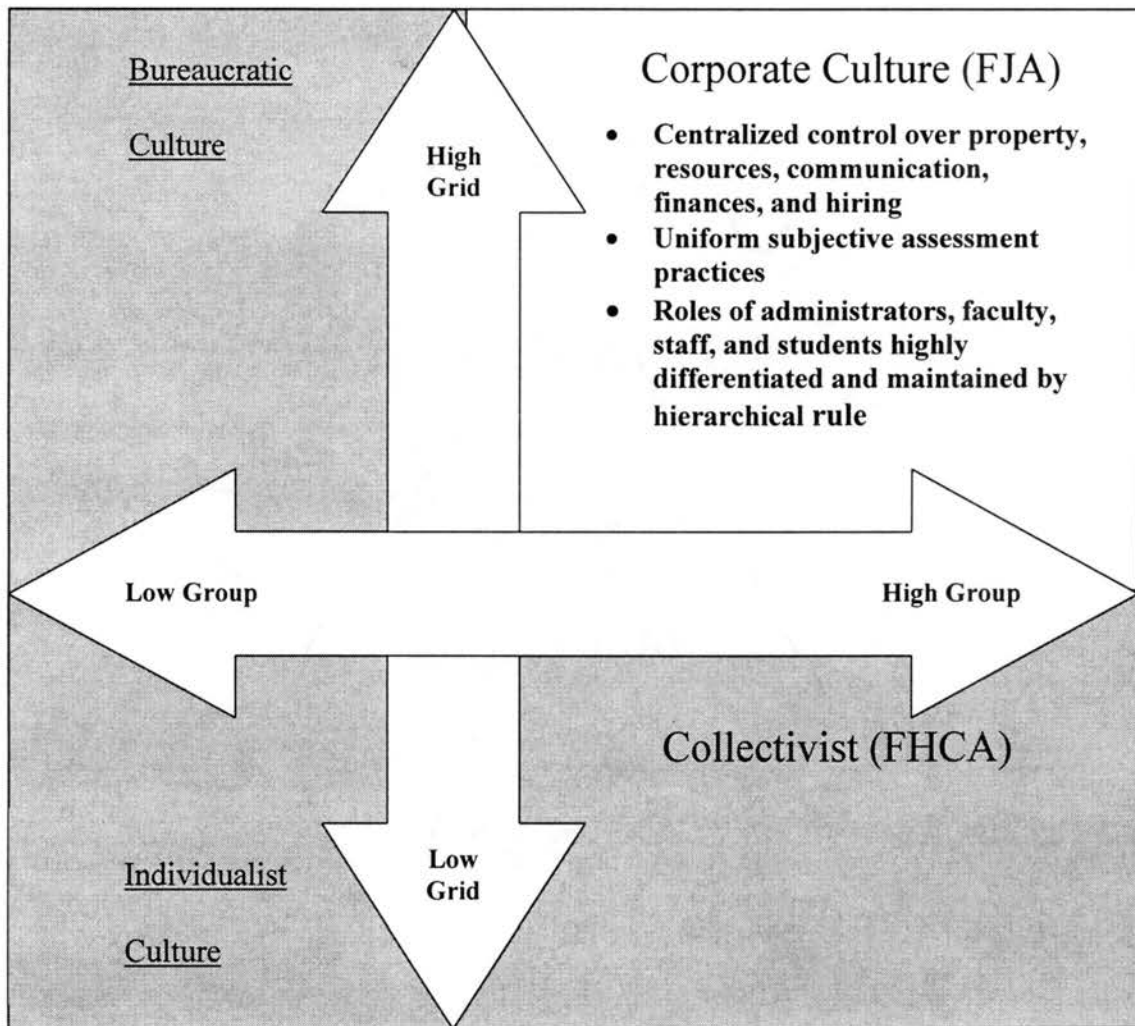 Bureaucratic
Culture
High
Grid
Corporate Culture (FJA)
• Centralized control over property,
resources, communication,
finances, and hiring
• Uniform subjective assessment
practices
• Roles of administrators, faculty,
staff, and students highly
differentiated and maintained by
hierarchical rule
Low Group
High Group
Collectivist (FHCA)
Low
Grid
Individualist
Culture